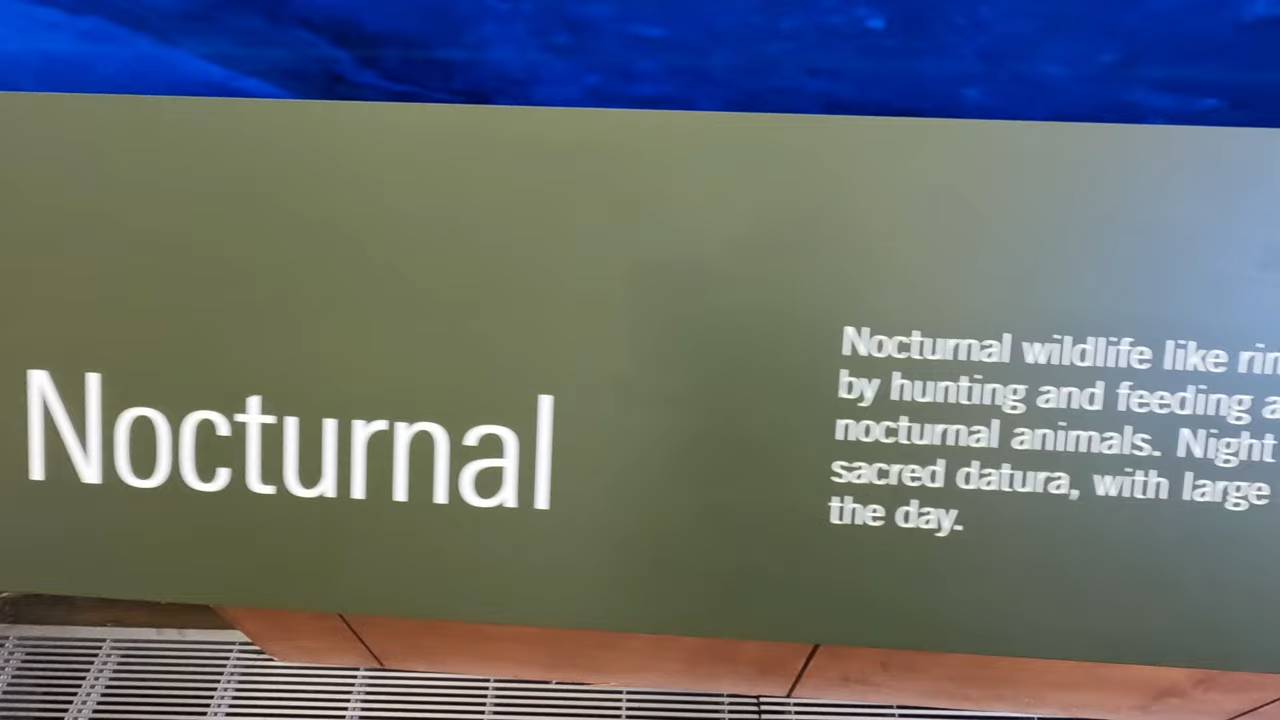 Nocturnal
Nocturnal wildlife like
by hunting and feeding
nocturnal animals. Night
sacred datura, with large
the day.